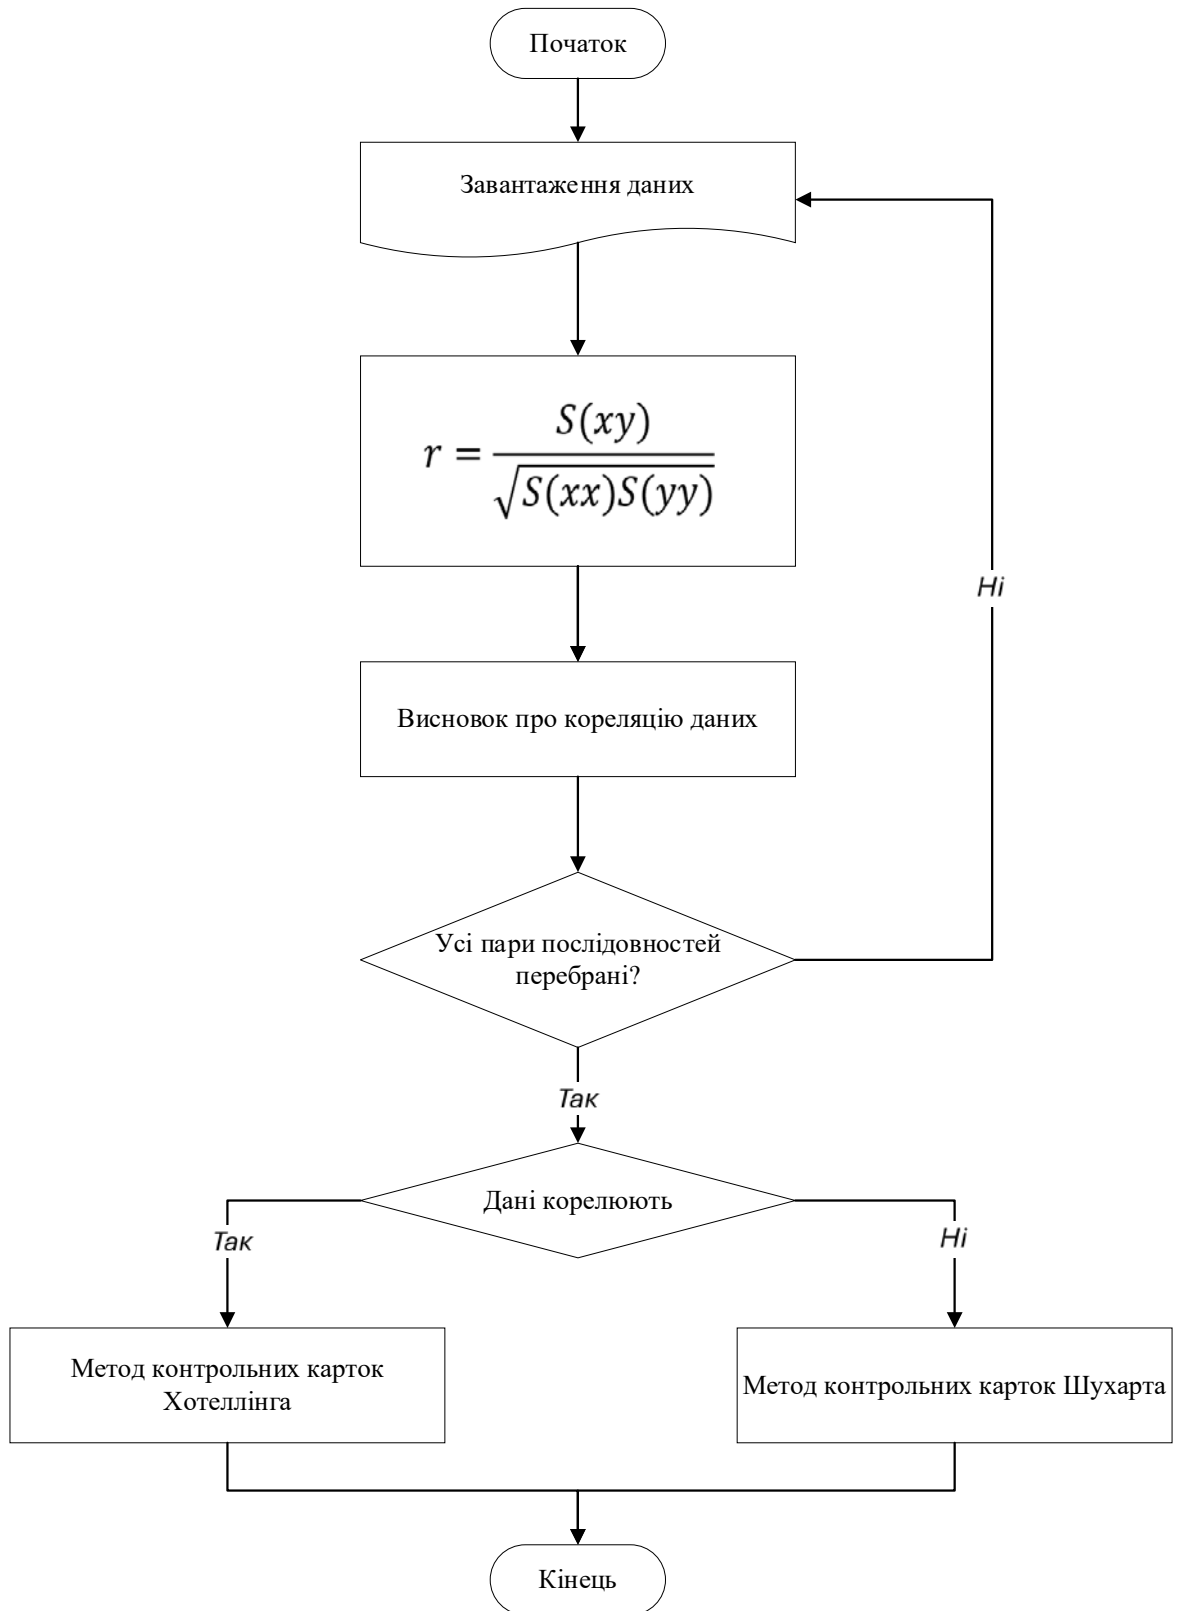 Початок
Завантаження даних
r = S(xy) / √S(xx)S(yy)
Ні
Висновок про кореляцію даних
Усі пари послідовностей
перебрані?
Так
Дані корелюють
Так
Ні
Метод контрольних карток
Хотеллінга
Метод контрольних карток Шухарта
Кінець